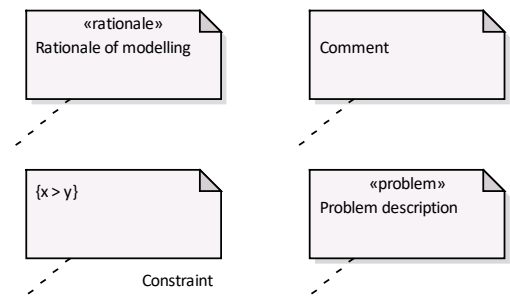 «rationale»
Rationale of modelling
Comment
{x > y}
Constraint
«problem»
Problem description